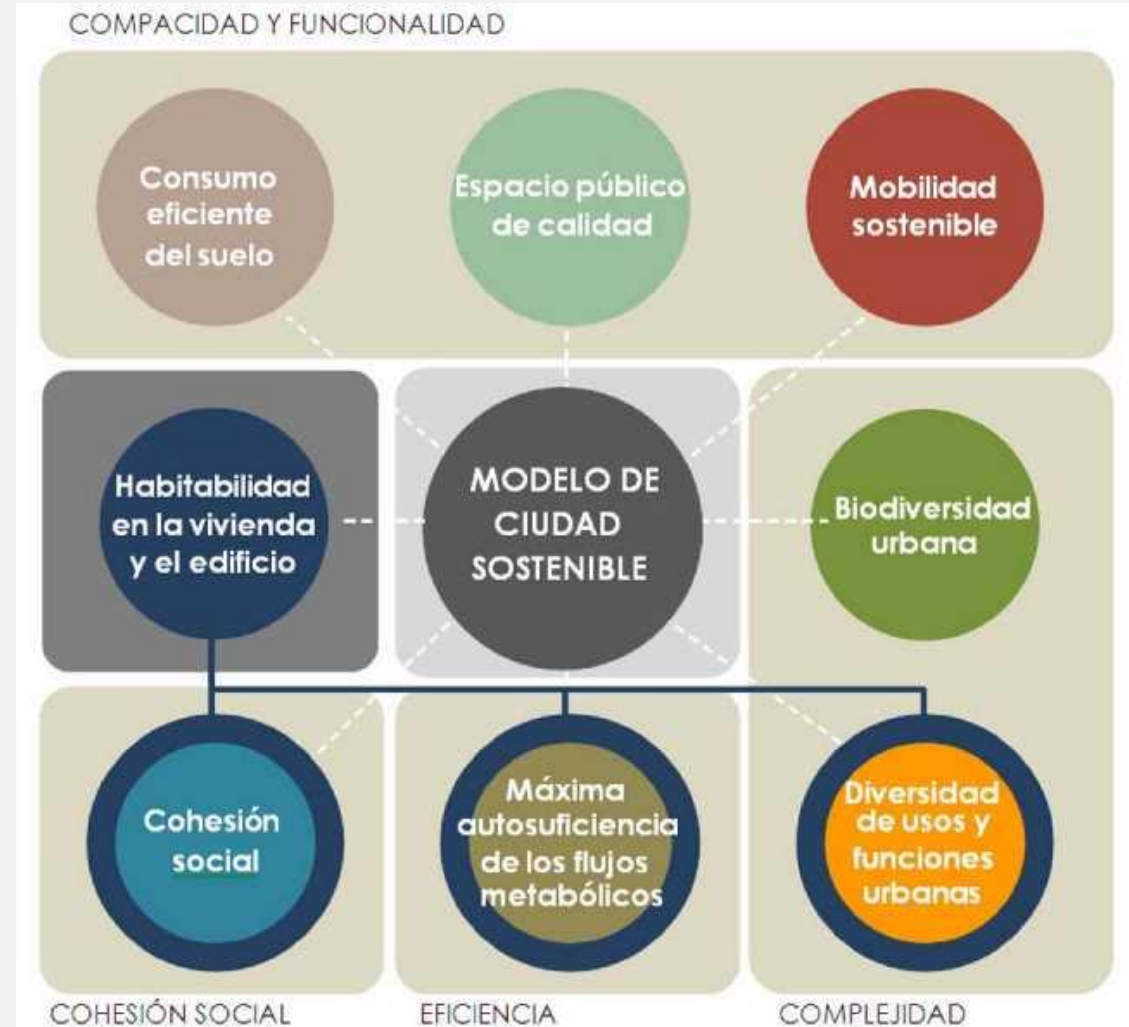 COMPACIDAD Y FUNCIONALIDAD
Consumo
eficiente
del suelo
Espacio público
de calidad
Mobilidad
sostenible
Habitabilidad
en la vivienda
y el edificio
MODELO DE
CIUDAD
SOSTENIBLE
Biodiversidad
urbana
Cohesión
social
Máxima
autosuficiencia
de los flujos
metabólicos
Diversidad
de usos y
funciones
urbanas
COHESIÓN SOCIAL
EFICIENCIA
COMPLEJIDAD